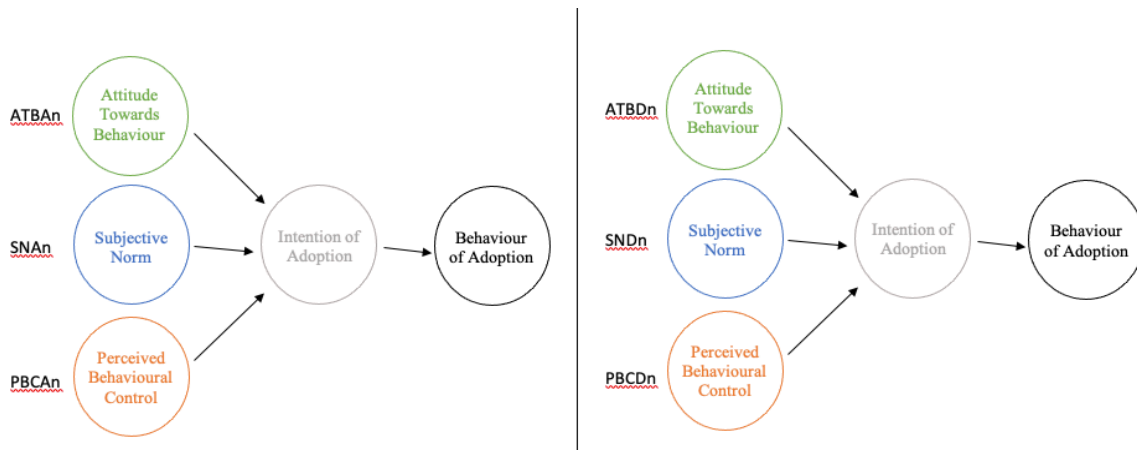 ATBAn
Attitude
Towards
Behaviour
SNAn
Subjective
Norm
Intention of
Adoption
Behaviour
of Adoption
PBCAn
Perceived
Behavioural
Control
ATBDn
Attitude
Towards
Behaviour
SNDn
Subjective
Norm
Intention of
Adoption
Behaviour
of Adoption
PBCDn
Perceived
Behavioural
Control